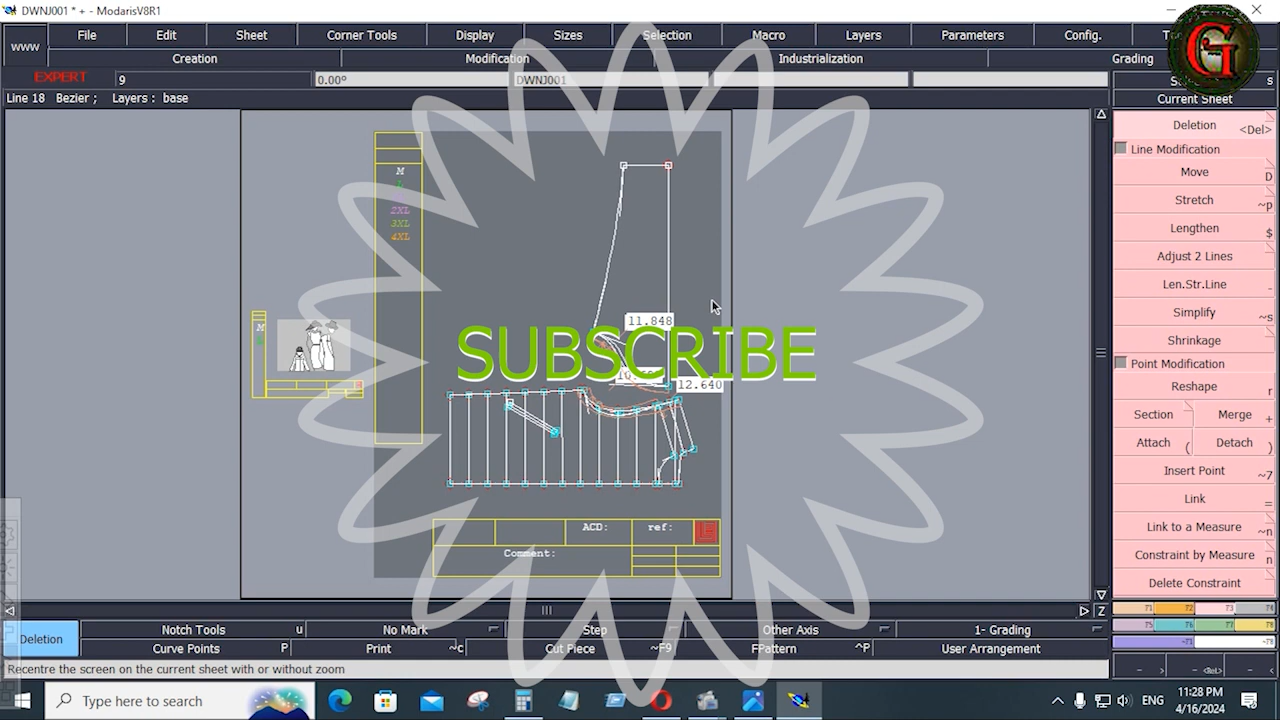 DWNJ001 * + - ModarisV8R1
www
File Edit Sheet Corner Tools Display Sizes Selection Macro Layers Parameters Config.
Creation Modification Industrialization Grading
EXPERT 9 0.00º DWNJ001
Line 18 Bezier ; Layers : base
Current Sheet
Deletion <Del>
Line Modification
Move D
Stretch ~p
Lengthen $
Adjust 2 Lines
Len.Str.Line -
Simplify ~s
Shrinkage
Point Modification
Reshape r
Section Merge +
Attach ( Detach )
Insert Point ~7
Link =
Link to a Measure ~n
Constraint by Measure n
Delete Constraint
M
2XL
3XL
4XL
M
11.848
12.640
SUBSCRIBE
ACD: ref:
Comment:
Z
Deletion
Notch Tools u No Mark Step Other Axis 1- Grading
Curve Points P Print ~c Cut Piece ~F9 FPattern ^P User Arrangement
Recentre the screen on the current sheet with or without zoom
Type here to search
ENG
11:28 PM
4/16/2024
G